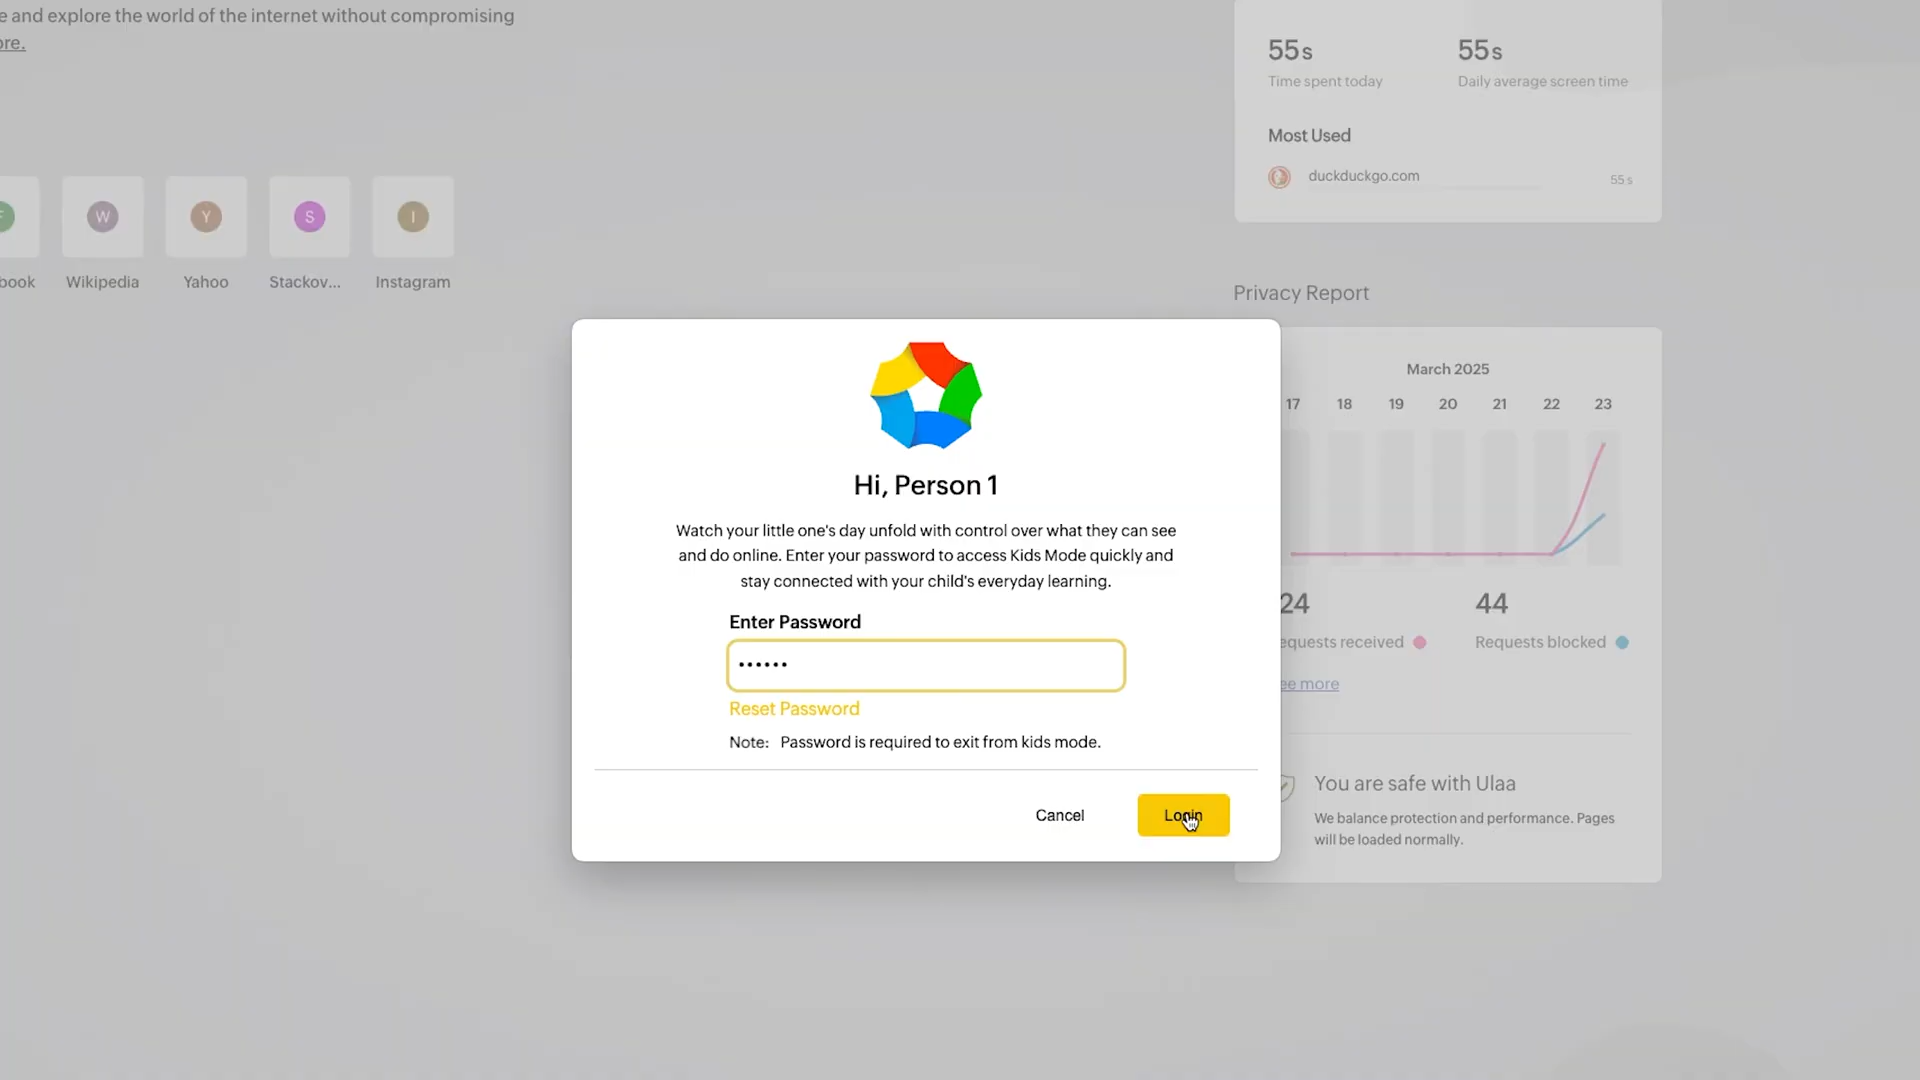 e and explore the world of the internet without compromising
ore.
55 s
55 s
Time spent today
Daily average screen time
Most Used
duckduckgo.com
55 s
F
W
Y
S
I
book
Wikipedia
Yahoo
Stackov...
Instagram
Privacy Report
March 2025
17 18 19 20 21 22 23
24
44
equests received
Requests blocked
ee more
You are safe with Ulaa
We balance protection and performance. Pages
will be loaded normally.
Hi, Person 1
Watch your little one's day unfold with control over what they can see
and do online. Enter your password to access Kids Mode quickly and
stay connected with your child's everyday learning.
Enter Password
••••••
Reset Password
Note: Password is required to exit from kids mode.
Cancel
Login